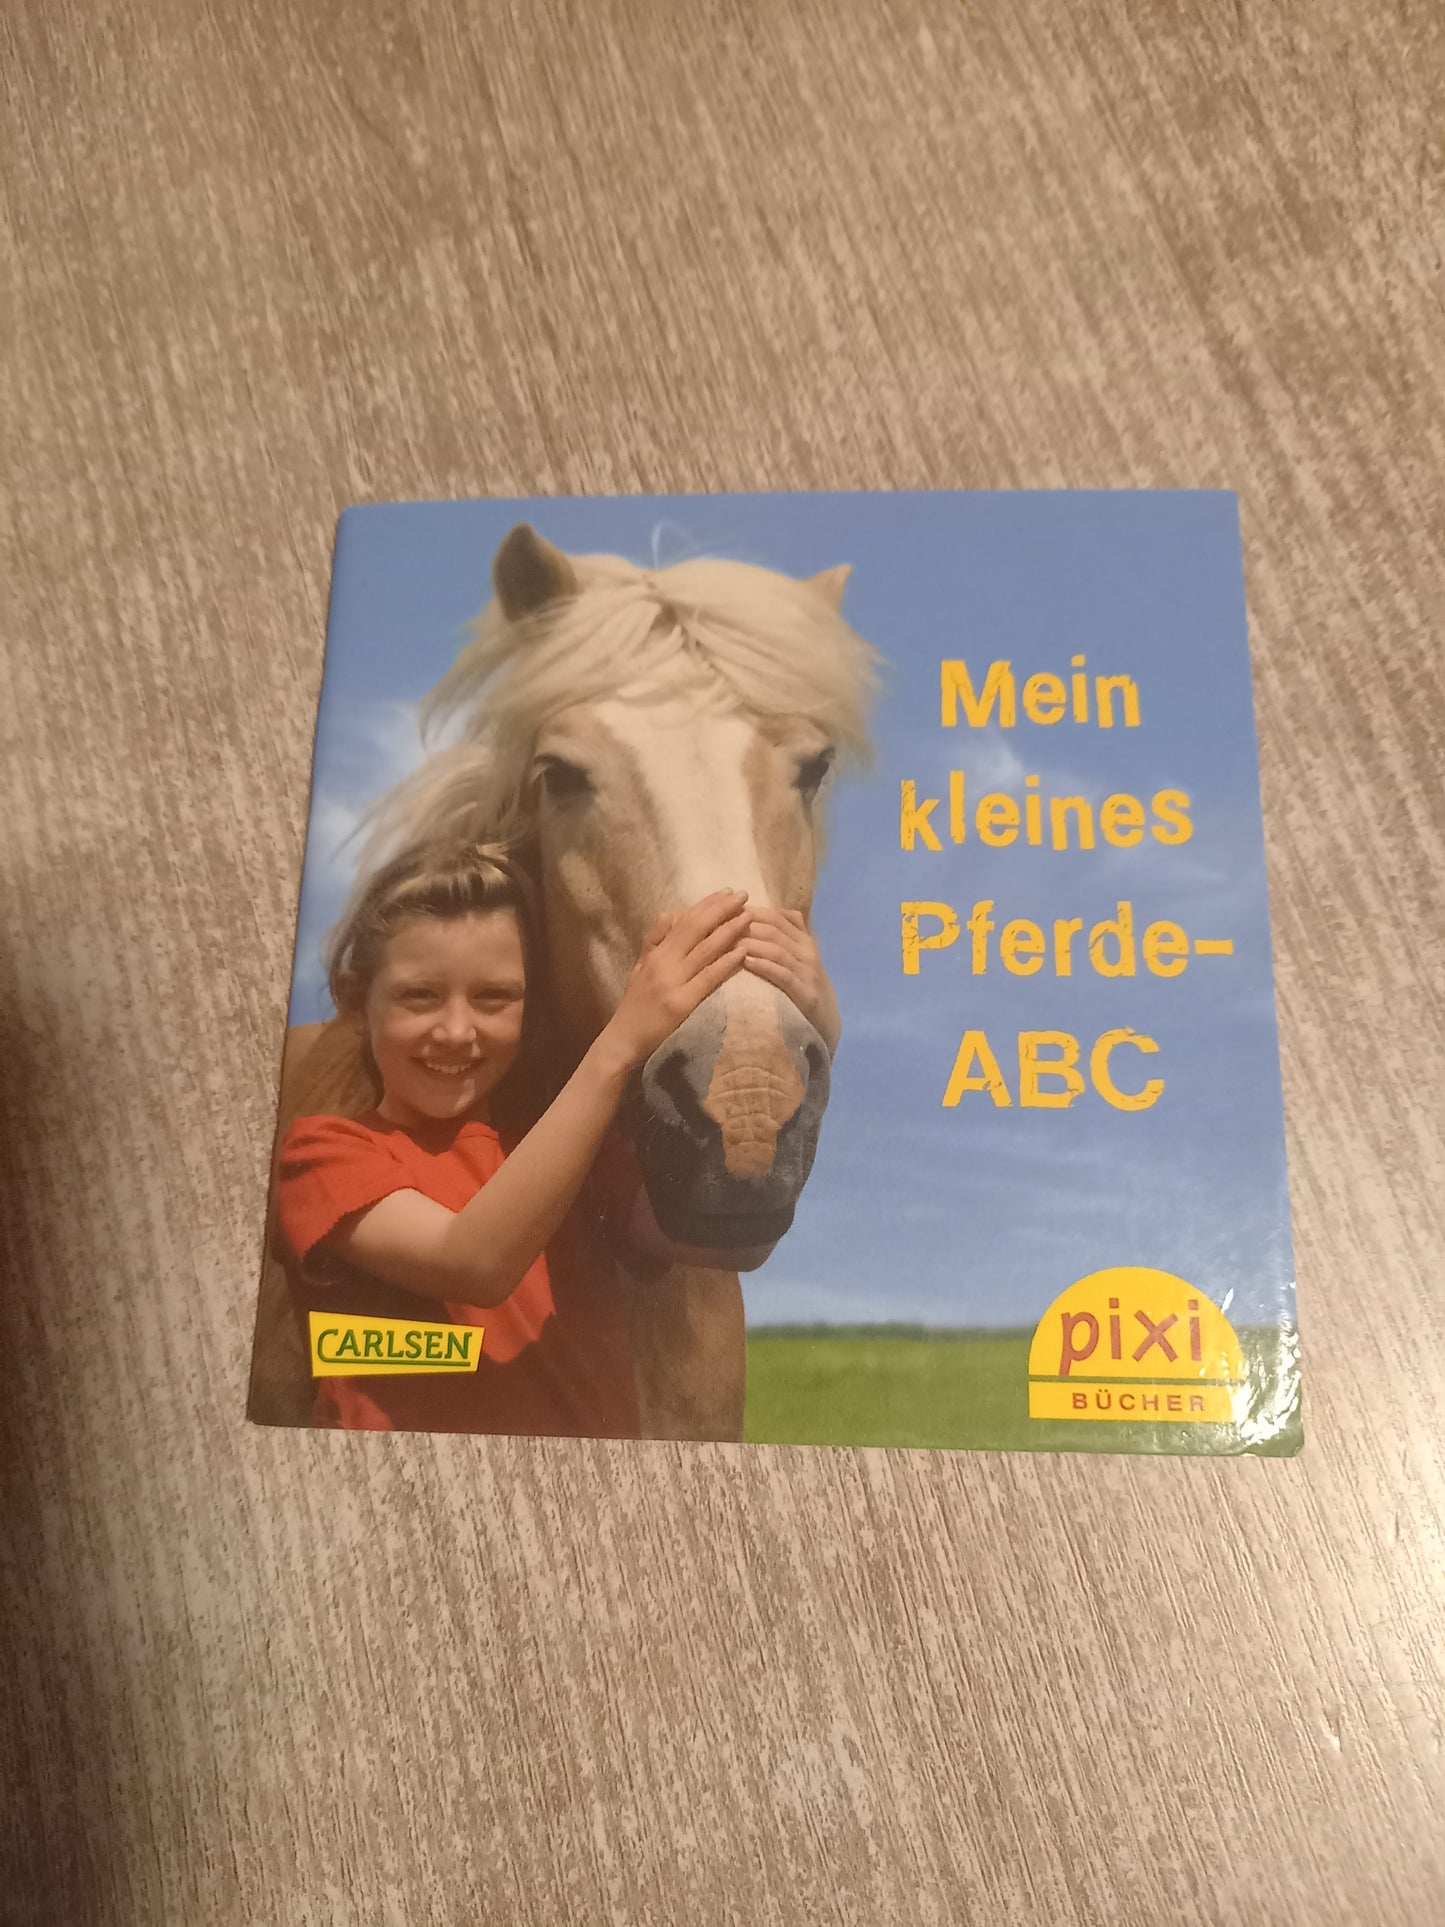 Mein
kleines
Pferde-
ABC
CARLSEN
pixi
BÜCHER